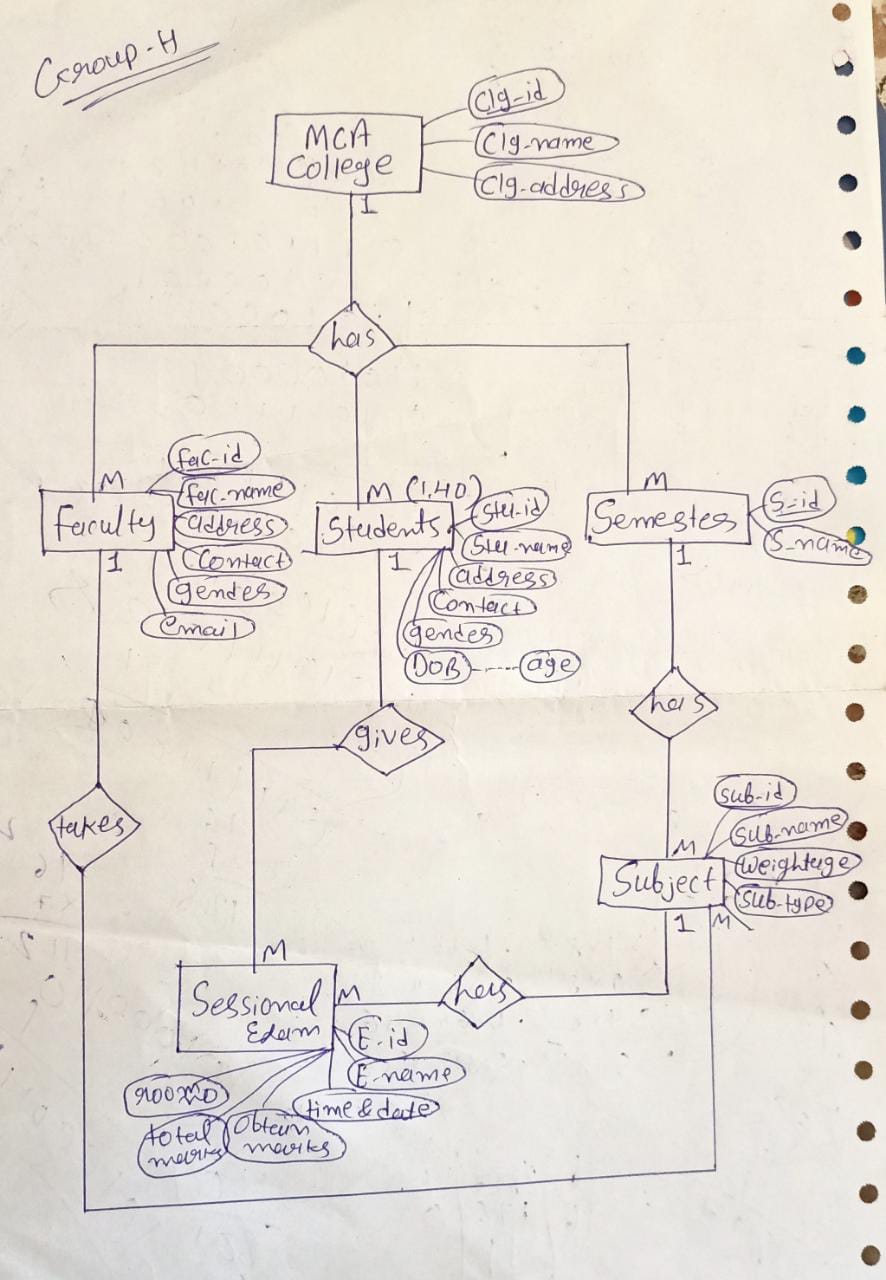 Group-H
MCA
College
Clg-id
Clg-name
Clg-address
1
has
M
M (1,40)
M
Faculty
fac-id
fac-name
address
Contact
gender
email
1
Students
Stu-id
Stu-name
address
Contact
gender
DOB
age
1
Semester
S-id
S-name
1
gives
has
takes
sub-id
sub-name
weightage
sub-type
M
Subject
1 M
M
Sessional
Exam
M
has
E-id
E-name
time & date
room no
total
marks
Obtain
marks